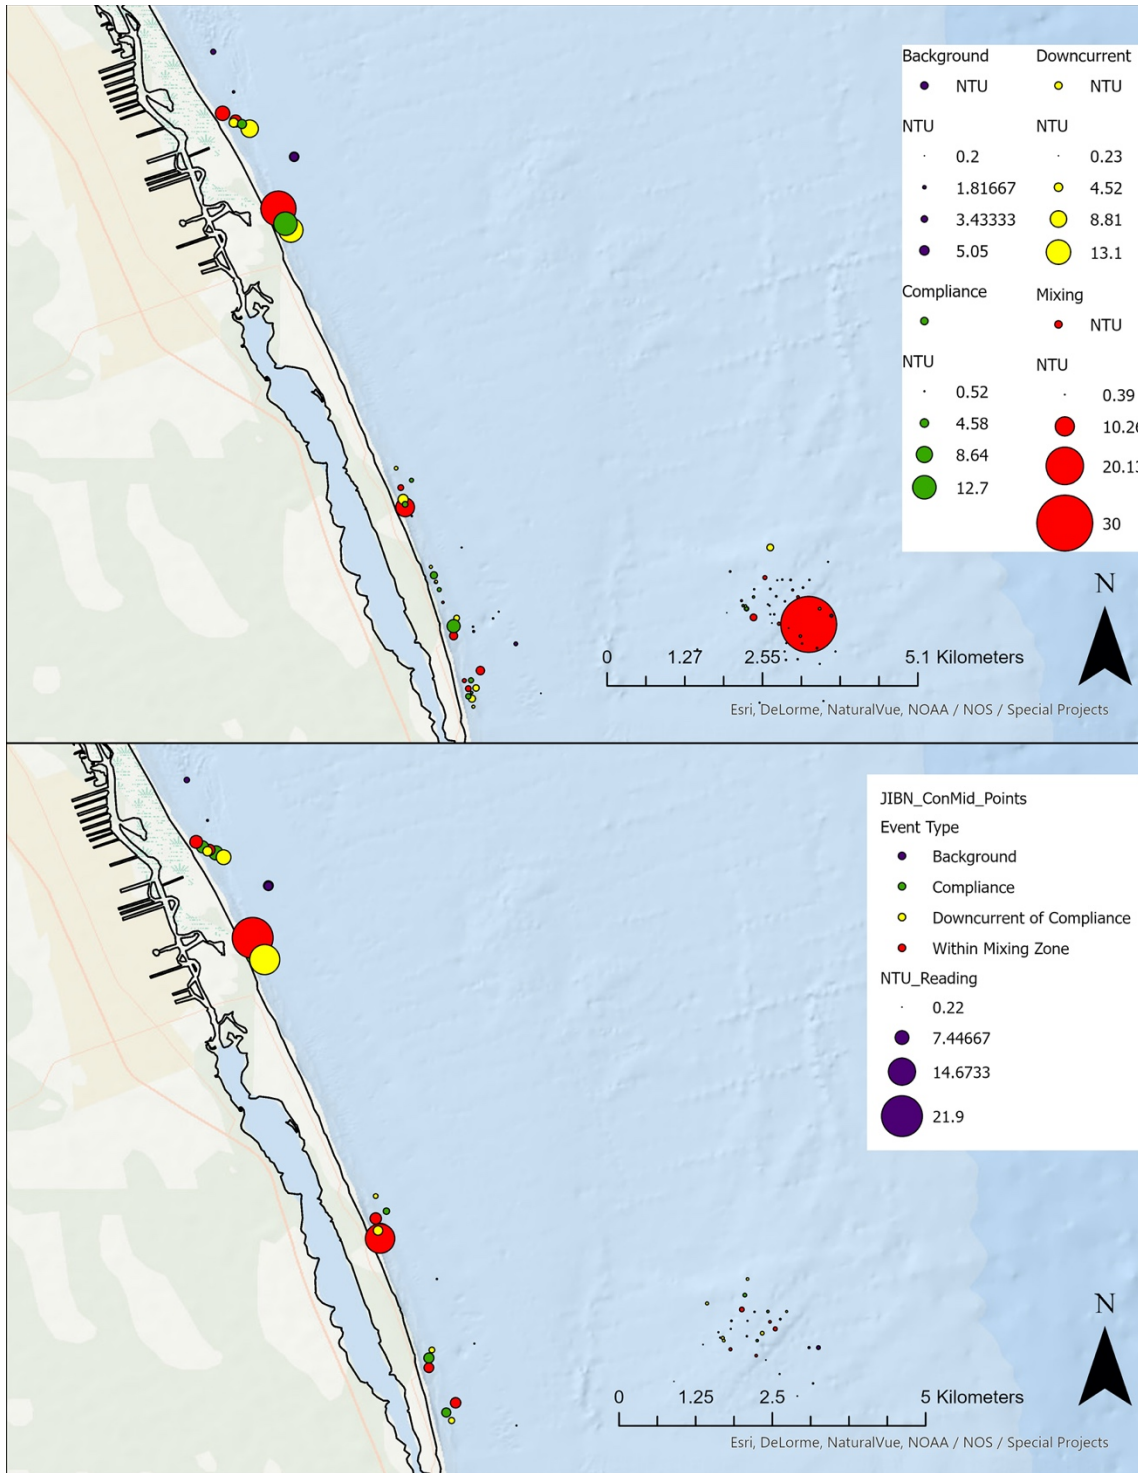 Background Downcurrent
NTU NTU
NTU NTU
0.2 0.23
1.81667 4.52
3.43333 8.81
5.05 13.1
Compliance Mixing
NTU
NTU NTU
0.52 0.39
4.58 10.26
8.64 20.13
12.7 30
N
0 1.27 2.55 5.1 Kilometers
Esri, DeLorme, NaturalVue, NOAA / NOS / Special Projects
JIBN_ConMid_Points
Event Type
Background
Compliance
Downcurrent of Compliance
Within Mixing Zone
NTU_Reading
0.22
7.44667
14.6733
21.9
N
0 1.25 2.5 5 Kilometers
Esri, DeLorme, NaturalVue, NOAA / NOS / Special Projects